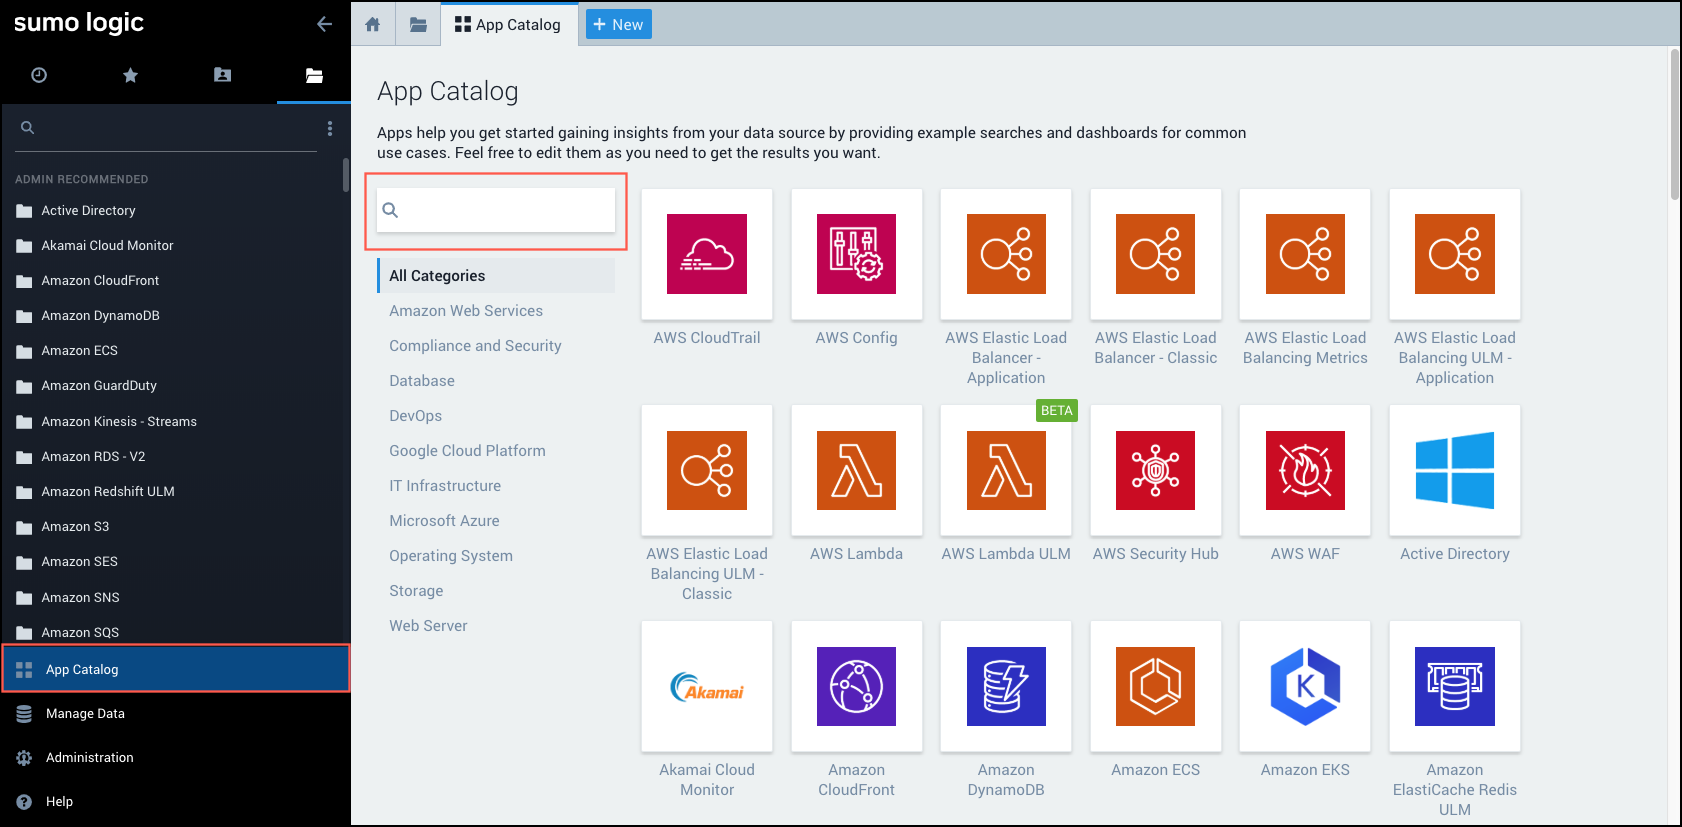 sumo logic
App Catalog
+ New
ADMIN RECOMMENDED
Active Directory
Akamai Cloud Monitor
Amazon CloudFront
Amazon DynamoDB
Amazon ECS
Amazon GuardDuty
Amazon Kinesis - Streams
Amazon RDS - V2
Amazon Redshift ULM
Amazon S3
Amazon SES
Amazon SNS
Amazon SQS
App Catalog
Manage Data
Administration
Help
App Catalog
Apps help you get started gaining insights from your data source by providing example searches and dashboards for common
use cases. Feel free to edit them as you need to get the results you want.
All Categories
Amazon Web Services
Compliance and Security
Database
DevOps
Google Cloud Platform
IT Infrastructure
Microsoft Azure
Operating System
Storage
Web Server
AWS CloudTrail
AWS Config
AWS Elastic Load
Balancer -
Application
AWS Elastic Load
Balancer - Classic
AWS Elastic Load
Balancing Metrics
AWS Elastic Load
Balancing ULM -
Application
AWS Elastic Load
Balancing ULM -
Classic
AWS Lambda
BETA
AWS Lambda ULM
AWS Security Hub
AWS WAF
Active Directory
Akamai
Akamai Cloud
Monitor
Amazon
CloudFront
Amazon
DynamoDB
Amazon ECS
K
Amazon EKS
Amazon
ElastiCache Redis
ULM